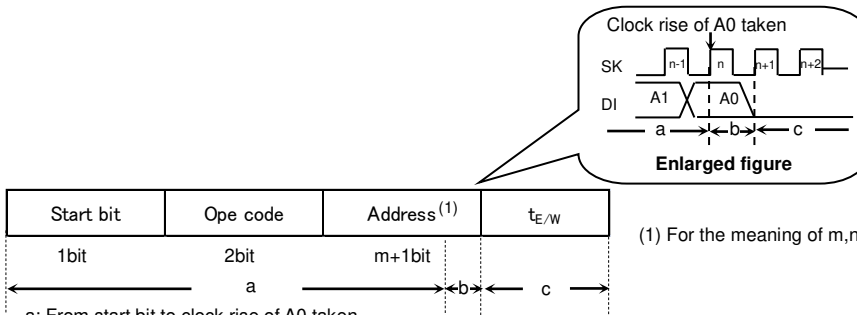 Clock rise of A0 taken
SK n-1 n n+1 n+2
DI A1 A0
a b c
Enlarged figure
Start bit Ope code Address(1) tE/W
(1) For the meaning of m,n
1bit 2bit m+1bit
a b c
a: From start bit to clock rise of A0 taken